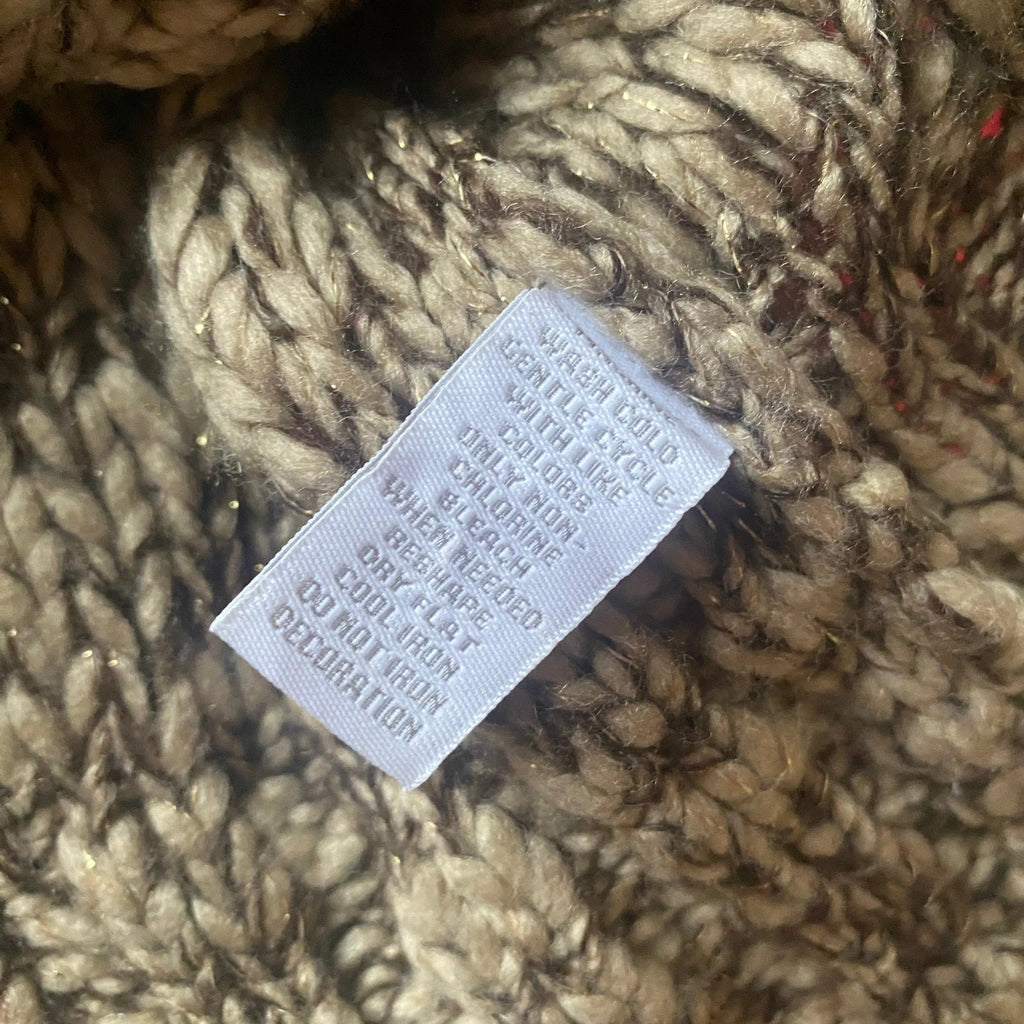 WASH COLD
GENTLE CYCLE
WITH LIKE
COLORS
ONLY NON-
CHLORINE
BLEACH
WHEN NEEDED
RESHAPE
DRY FLAT
COOL IRON
DO NOT IRON
DECORATION